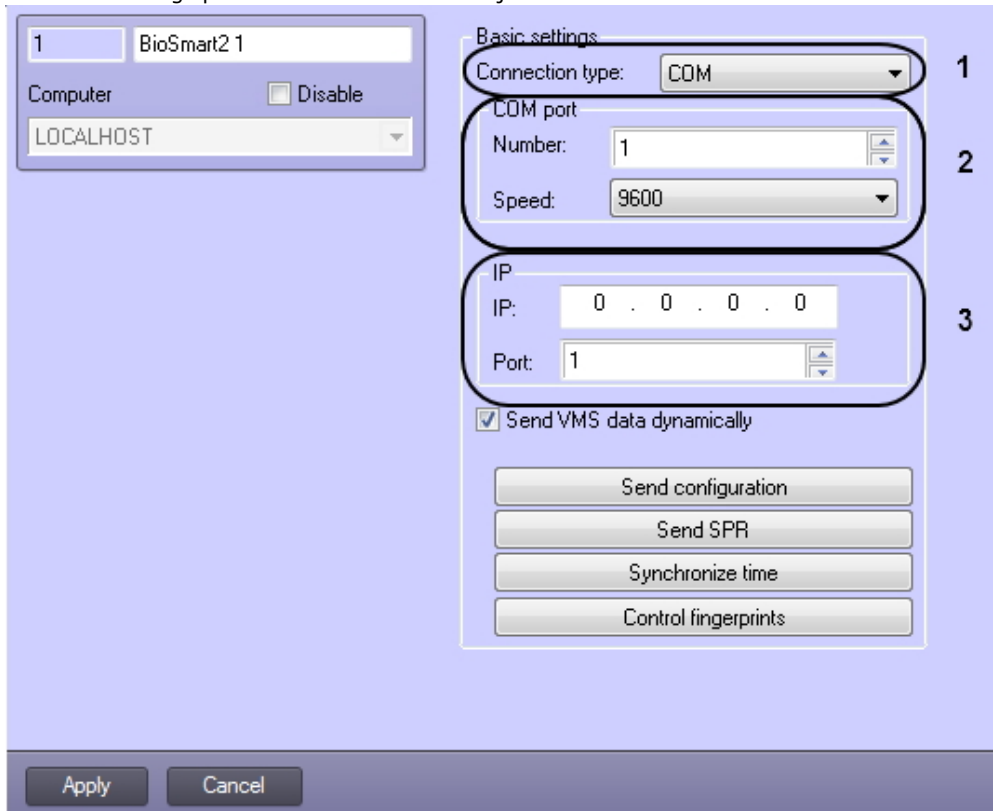 1 BioSmart2 1
Computer Disable
LOCALHOST
Basic settings
Connection type: COM 1
COM port
Number: 1
2
Speed: 9600
IP
IP: 0 . 0 . 0 . 0
3
Port: 1
Send VMS data dynamically
Send configuration
Send SPR
Synchronize time
Control fingerprints
Apply Cancel